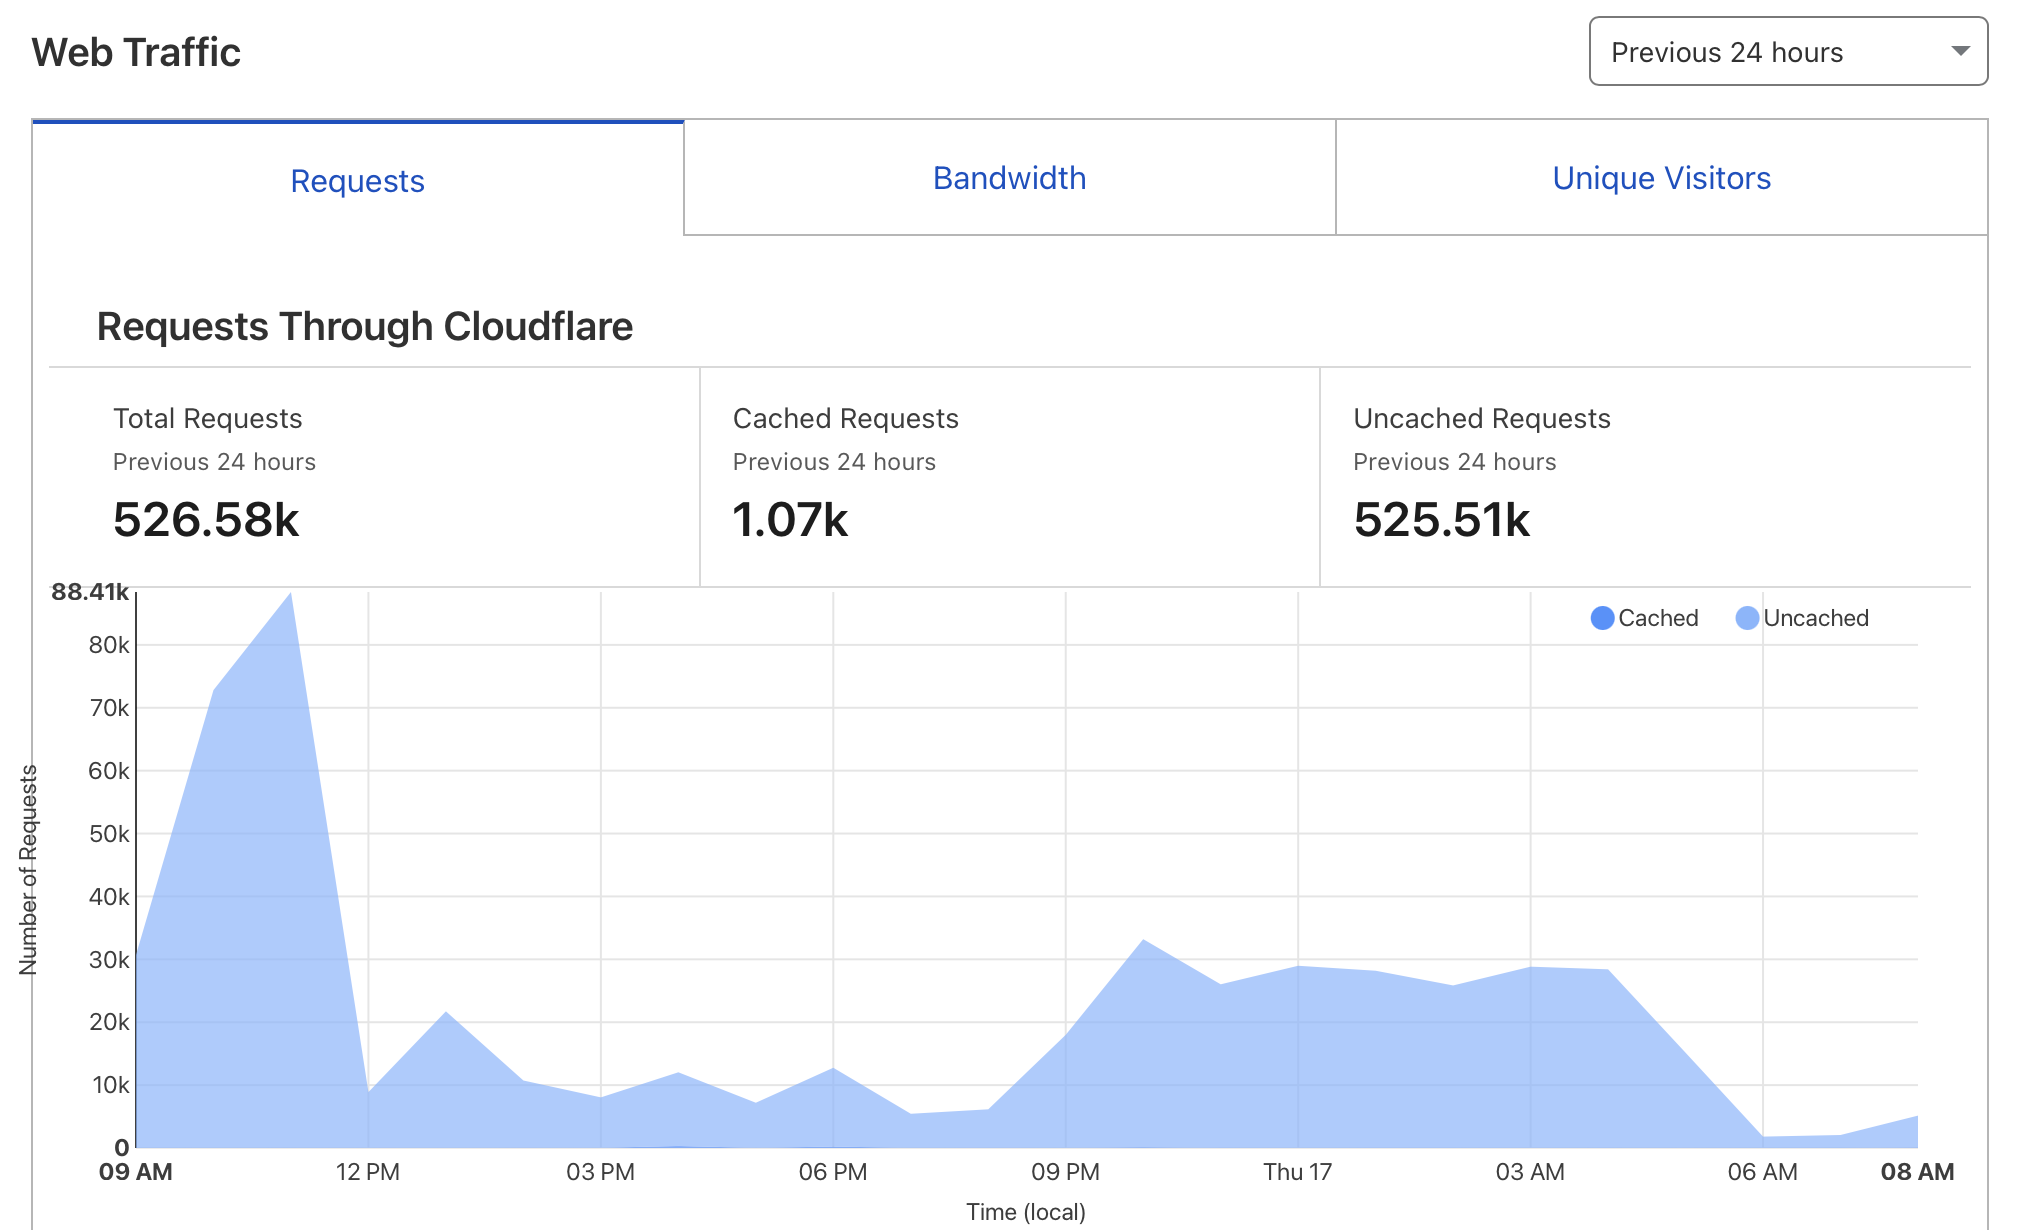 Web Traffic
Previous 24 hours
Requests
Bandwidth
Unique Visitors
Requests Through Cloudflare
Total Requests
Previous 24 hours
526.58k
Cached Requests
Previous 24 hours
1.07k
Uncached Requests
Previous 24 hours
525.51k
Cached
Uncached
88.41k
80k
70k
60k
50k
40k
30k
20k
10k
0
Number of Requests
09 AM
12 PM
03 PM
06 PM
09 PM
Thu 17
03 AM
06 AM
08 AM
Time (local)